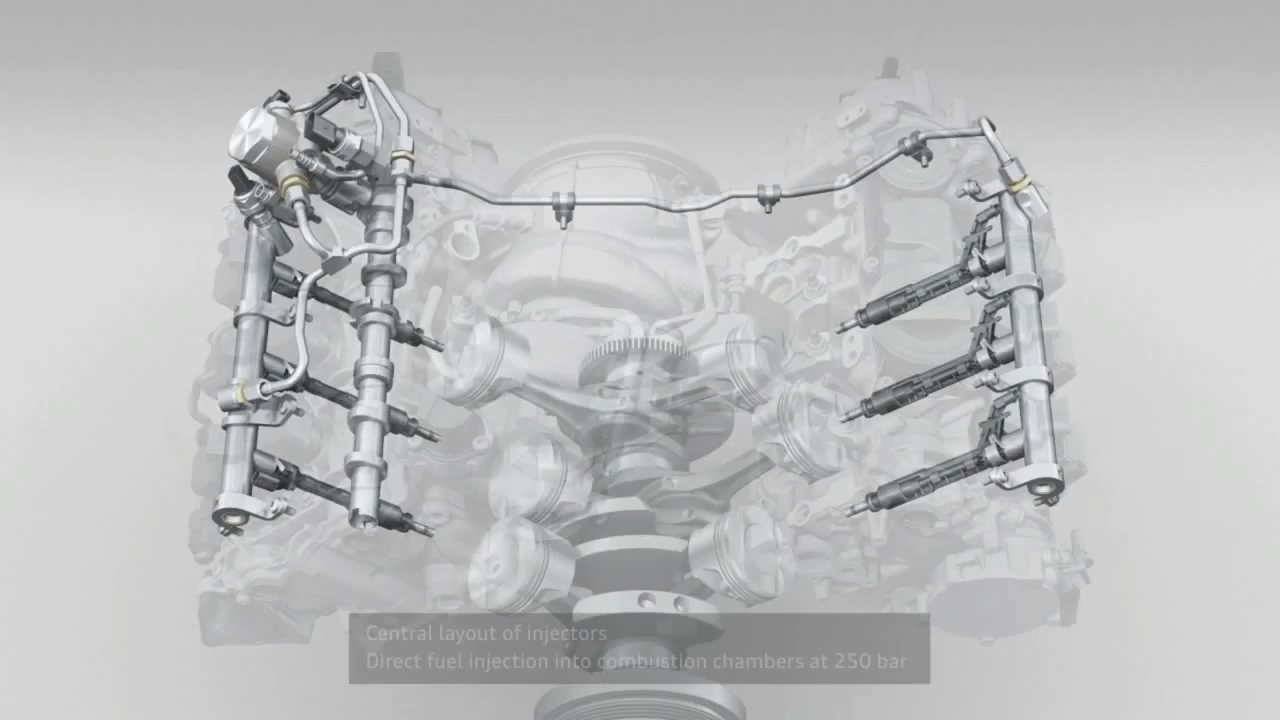 Central layout of injectors
Direct fuel injection into combustion chambers at 250 bar